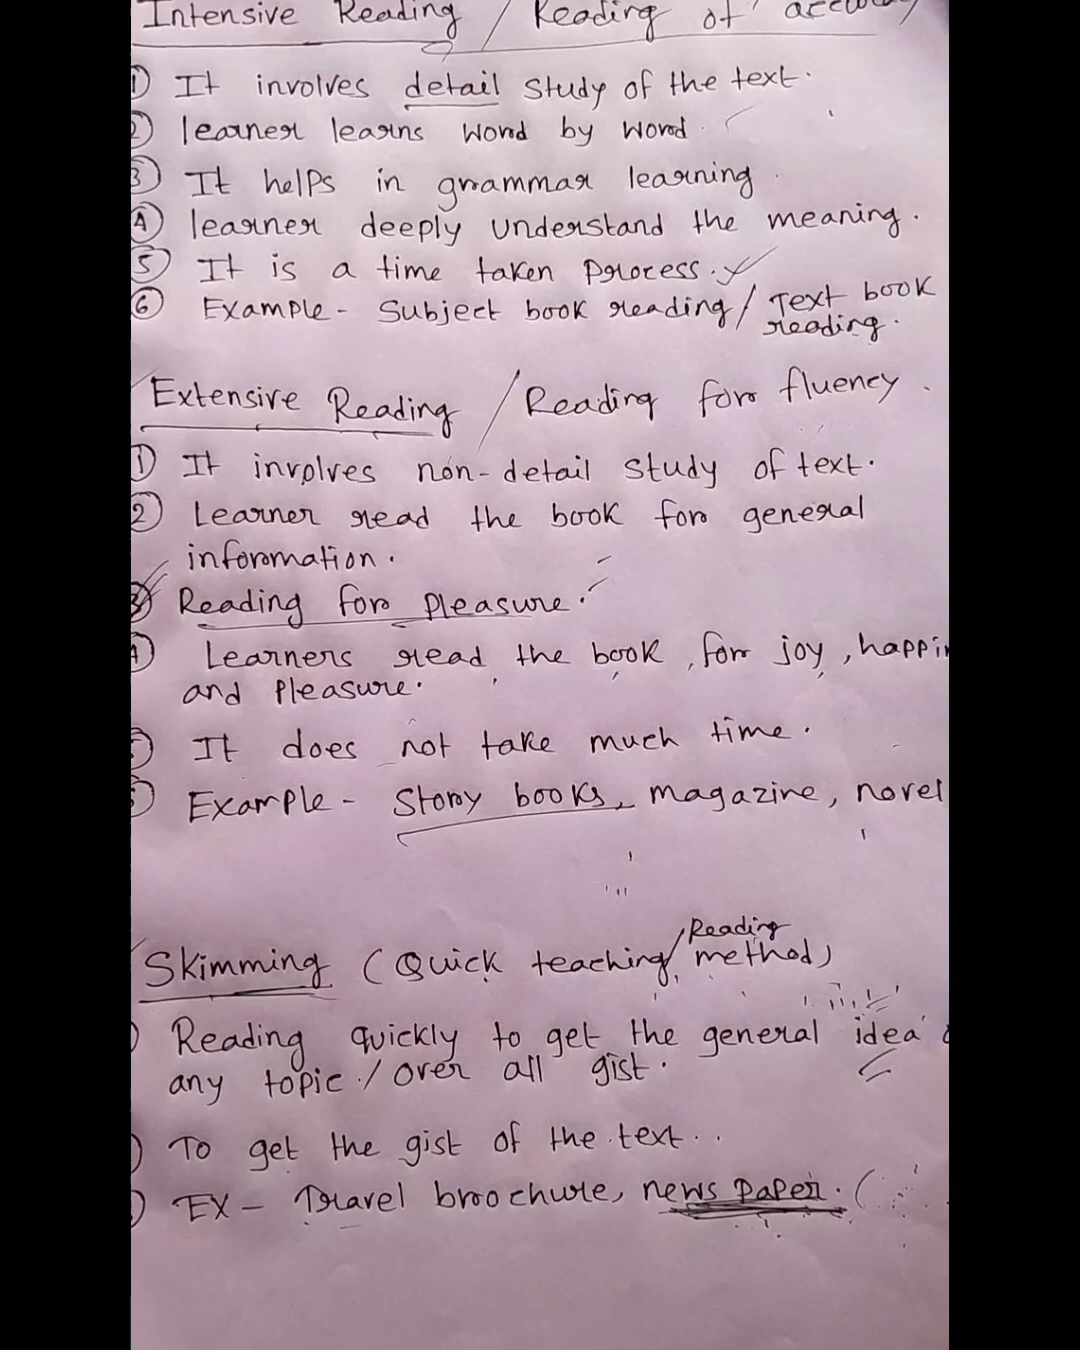 Intensive Reading / Reading of accuracy
① It involves detail study of the text.
② learner learns word by word.
③ It helps in grammar learning.
④ learner deeply understand the meaning.
⑤ It is a time taken process.
⑥ Example - Subject book reading / Text book
reading.
Extensive Reading / Reading for fluency.
① It involves non-detail study of text.
② Learner read the book for general
information.
③ Reading for pleasure.
④ Learners read the book, for joy, happin
and pleasure.
It does not take much time.
Example - Story books, magazine, novel
Skimming (Quick teaching / Reading method)
Reading quickly to get the general idea
any topic. / over all gist.
To get the gist of the text..
EX - Travel brochure, news paper. (